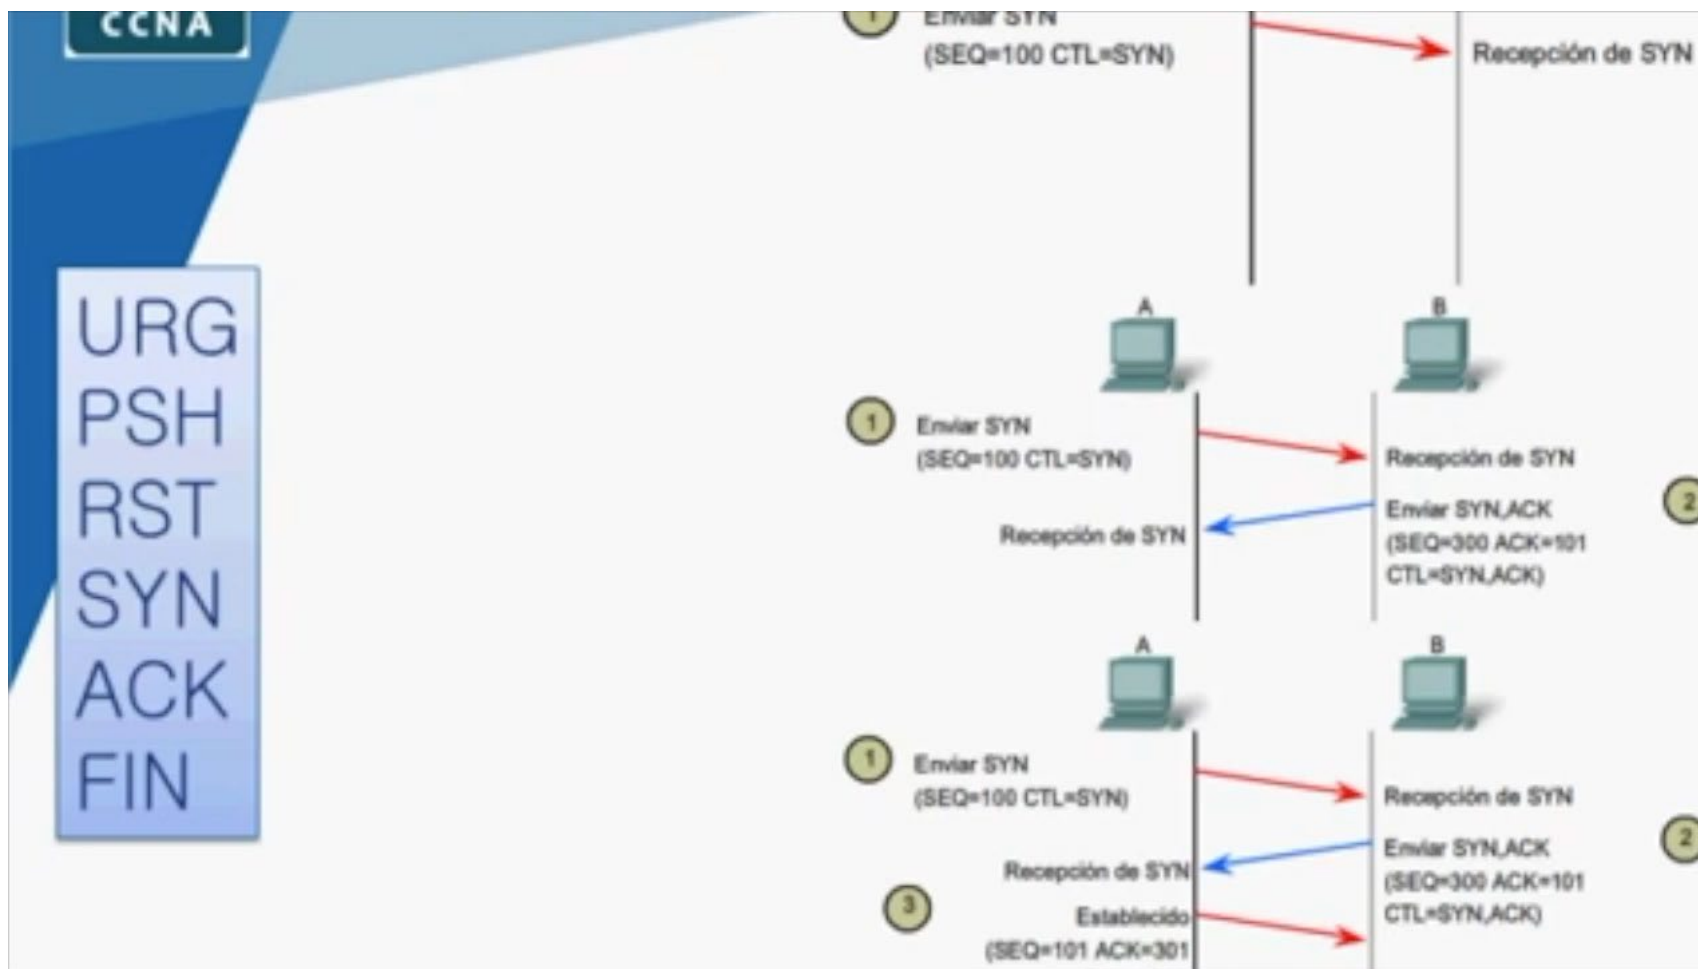 CCNA
URG
PSH
RST
SYN
ACK
FIN
1
Enviar SYN
(SEQ=100 CTL=SYN)
Recepción de SYN
A
B
1
Enviar SYN
(SEQ=100 CTL=SYN)
Recepción de SYN
2
Enviar SYN,ACK
(SEQ=300 ACK=101
CTL=SYN,ACK)
Recepción de SYN
A
B
1
Enviar SYN
(SEQ=100 CTL=SYN)
Recepción de SYN
2
Enviar SYN,ACK
(SEQ=300 ACK=101
CTL=SYN,ACK)
Recepción de SYN
3
Establecido
(SEQ=101 ACK=301